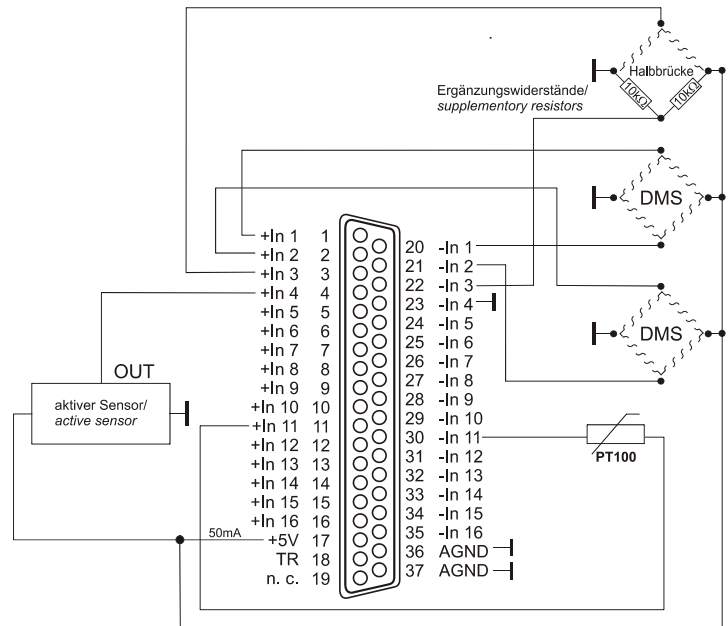 Halbbrücke
10kΩ
10kΩ
Ergänzungswiderstände/
supplementory resistors
DMS
DMS
+In 1 1
+In 2 2
+In 3 3
+In 4 4
+In 5 5
+In 6 6
+In 7 7
+In 8 8
+In 9 9
+In 10 10
+In 11 11
+In 12 12
+In 13 13
+In 14 14
+In 15 15
+In 16 16
50mA
+5V 17
TR 18
n. c. 19
20 -In 1
21 -In 2
22 -In 3
23 -In 4
24 -In 5
25 -In 6
26 -In 7
27 -In 8
28 -In 9
29 -In 10
30 -In 11
31 -In 12
32 -In 13
33 -In 14
34 -In 15
35 -In 16
36 AGND
37 AGND
OUT
aktiver Sensor/
active sensor
PT100